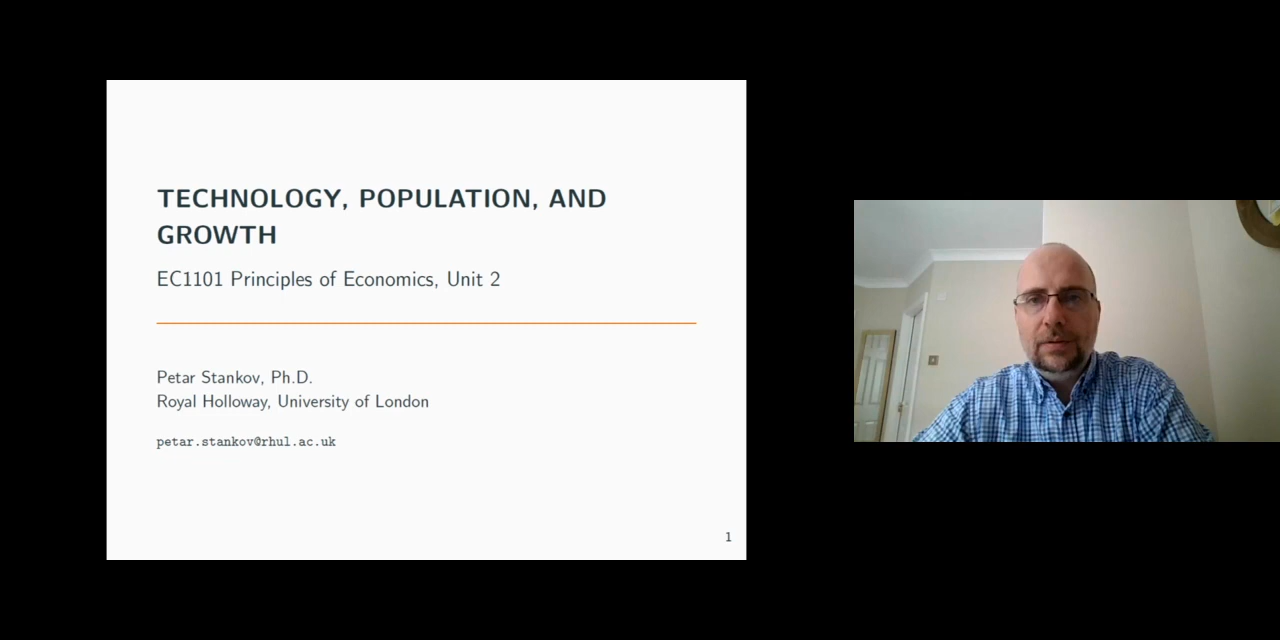 TECHNOLOGY, POPULATION, AND
GROWTH
EC1101 Principles of Economics, Unit 2
Petar Stankov, Ph.D.
Royal Holloway, University of London
petar.stankov@rhul.ac.uk
1